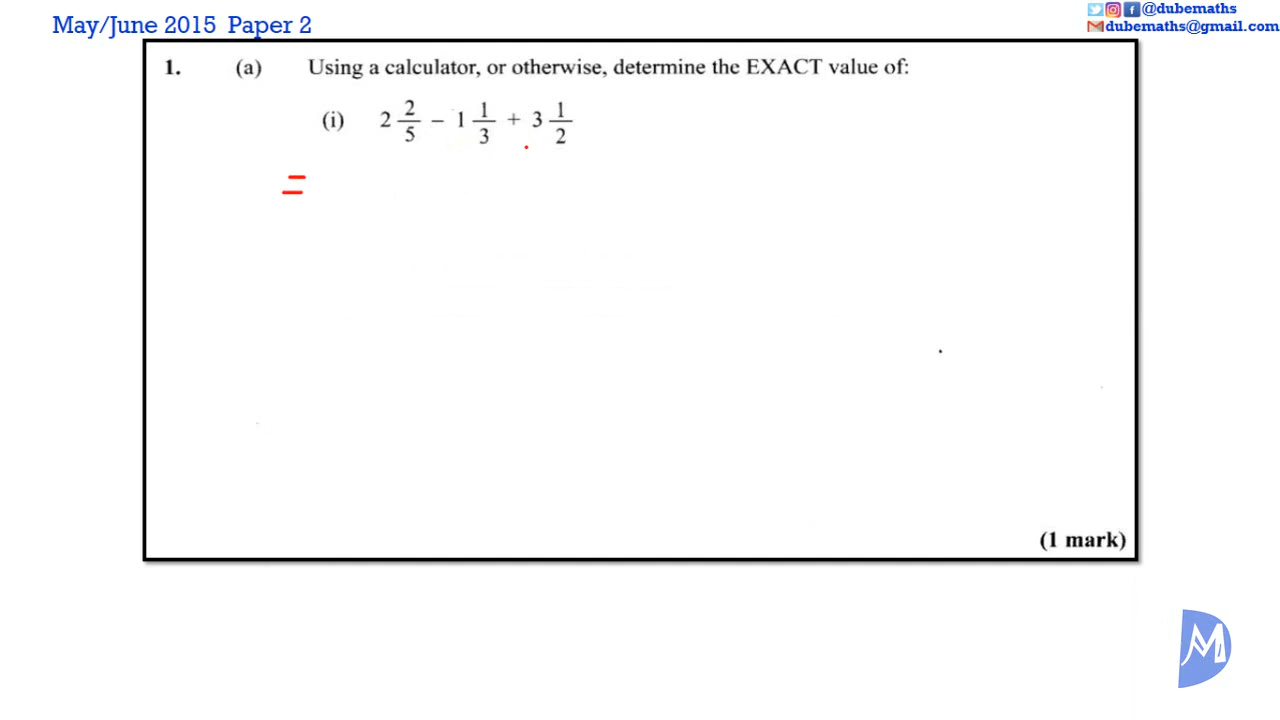 @dubemaths
May/June 2015 Paper 2
dubemaths@gmail.com
1. (a) Using a calculator, or otherwise, determine the EXACT value of:
(i) 2 2/5 − 1 1/3 + 3 1/2
=
(1 mark)
M